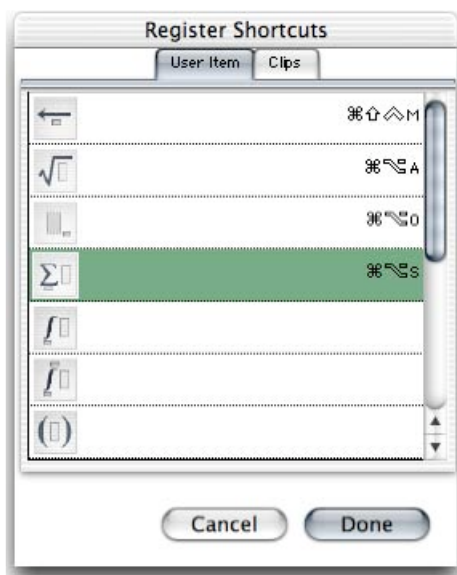 Register Shortcuts
User Item Clips
⌘⇧⌃M
√ ⌘⌥A
⌘⌥O
Σ ⌘⌥S
∫
∫
()
Cancel Done